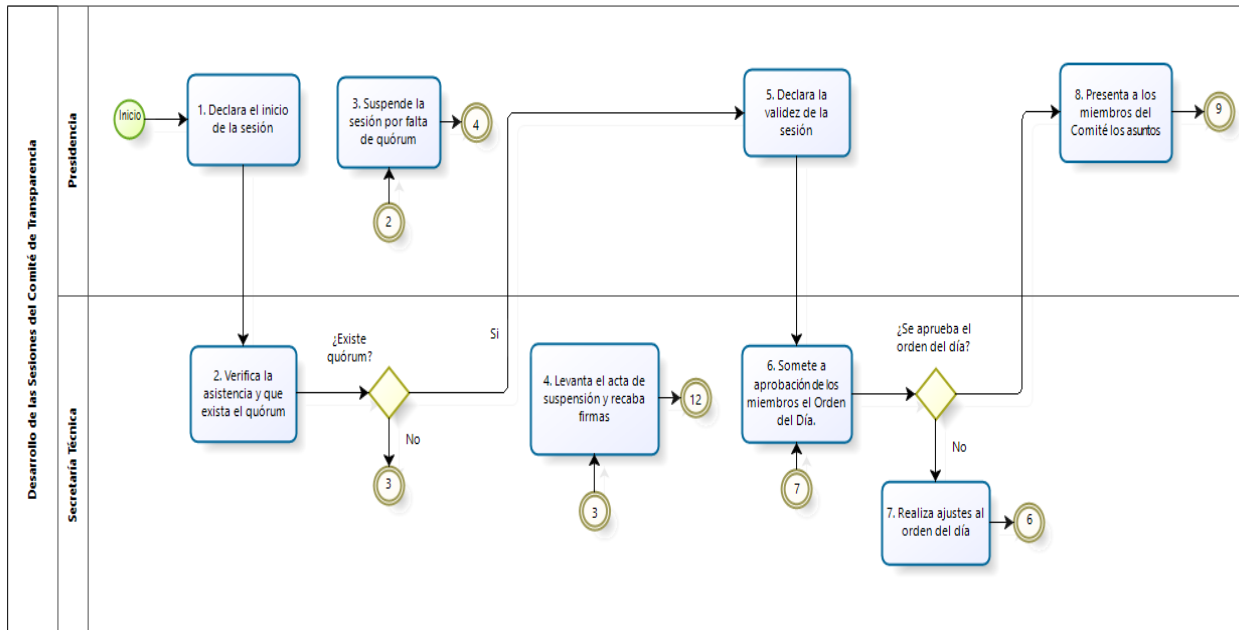 Desarrollo de las Sesiones del Comité de Transparencia
Presidencia
Inicio
1. Declara el inicio
de la sesión
3. Suspende la
sesión por falta
de quórum
4
2
5. Declara la
validez de la
sesión
8. Presenta a los
miembros del
Comité los asuntos
9
Secretaría Técnica
2. Verifica la
asistencia y que
exista el quórum
¿Existe
quórum?
Si
No
3
4. Levanta el acta de
suspensión y recaba
firmas
12
3
6. Somete a
aprobación de los
miembros el Orden
del Día.
7
¿Se aprueba el
orden del día?
No
7. Realiza ajustes al
orden del día
6